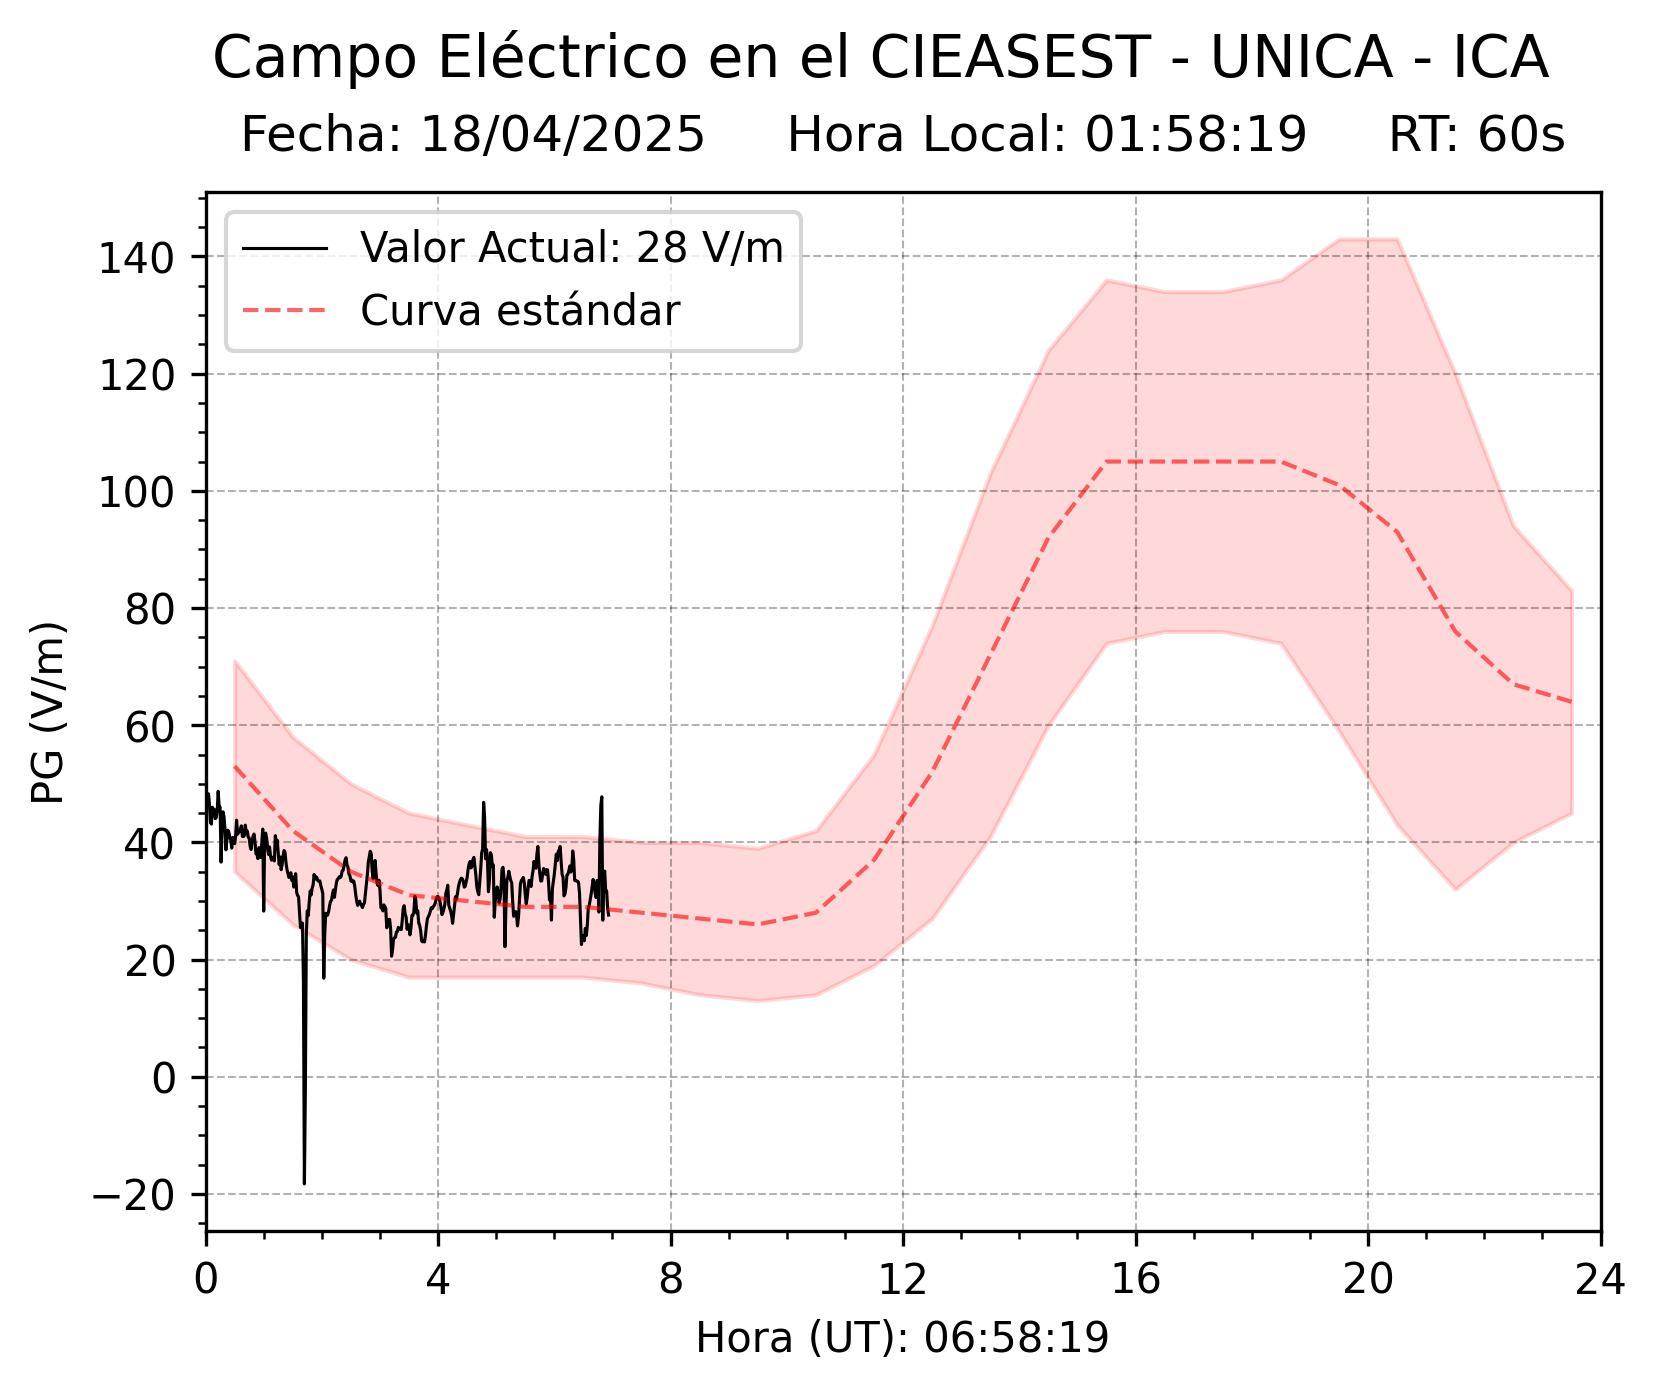 Campo Eléctrico en el CIEASEST - UNICA - ICA
Fecha: 18/04/2025 Hora Local: 01:58:19 RT: 60s
Valor Actual: 28 V/m
Curva estándar
PG (V/m)
140
120
100
80
60
40
20
0
−20
0 4 8 12 16 20 24
Hora (UT): 06:58:19